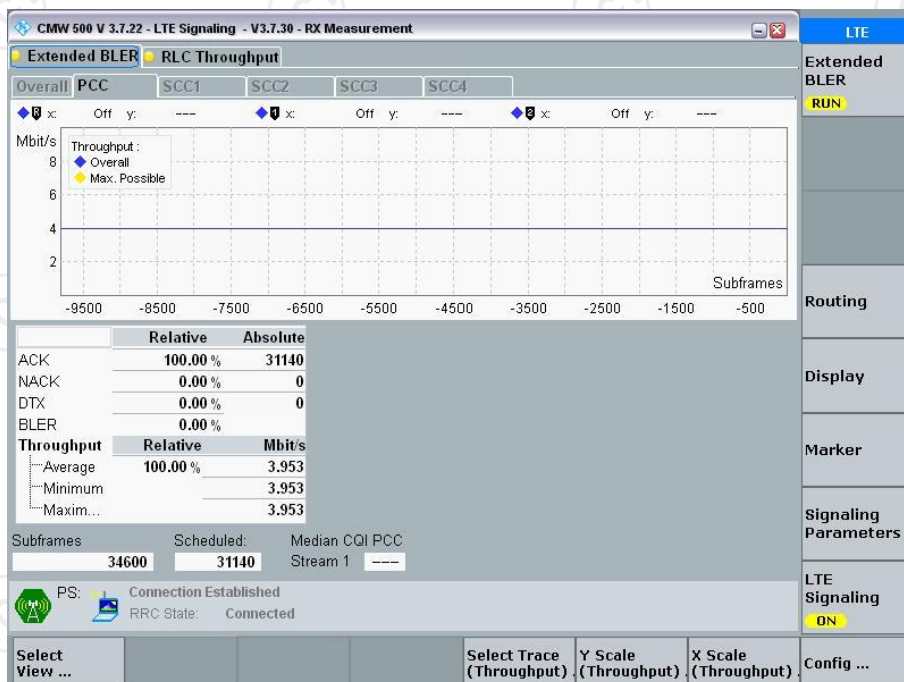 CMW 500 V 3.7.22 - LTE Signaling - V3.7.30 - RX Measurement
LTE
Extended BLER RLC Throughput
Extended
BLER
RUN
Overall PCC SCC1 SCC2 SCC3 SCC4
R x: Off y: --- 1 x: Off y: --- 2 x: Off y: ---
Mbit/s
Throughput :
Overall
Max. Possible
8
6
4
2
Subframes
-9500 -8500 -7500 -6500 -5500 -4500 -3500 -2500 -1500 -500
Routing
Relative Absolute
ACK 100.00 % 31140
NACK 0.00 % 0
DTX 0.00 % 0
BLER 0.00 %
Throughput Relative Mbit/s
Average 100.00 % 3.953
Minimum 3.953
Maxim... 3.953
Display
Marker
Signaling
Parameters
Subframes Scheduled: Median CQI PCC
34600 31140 Stream 1 ---
LTE
Signaling
ON
PS: Connection Established
RRC State: Connected
Select
View ...
Select Trace
(Throughput)
Y Scale
(Throughput)
X Scale
(Throughput)
Config ...